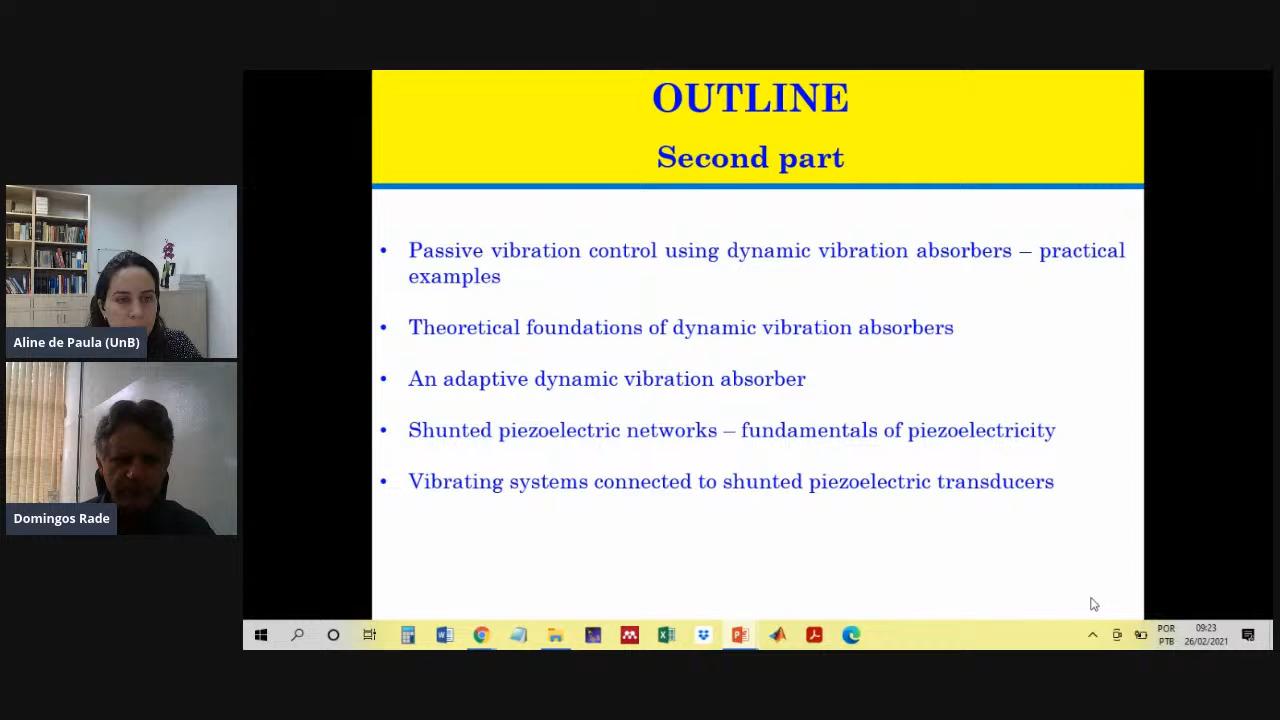 OUTLINE
Second part
• Passive vibration control using dynamic vibration absorbers – practical
examples
• Theoretical foundations of dynamic vibration absorbers
• An adaptive dynamic vibration absorber
• Shunted piezoelectric networks – fundamentals of piezoelectricity
• Vibrating systems connected to shunted piezoelectric transducers
Aline de Paula (UnB)
Domingos Rade
POR
PTB
09:23
26/02/2021